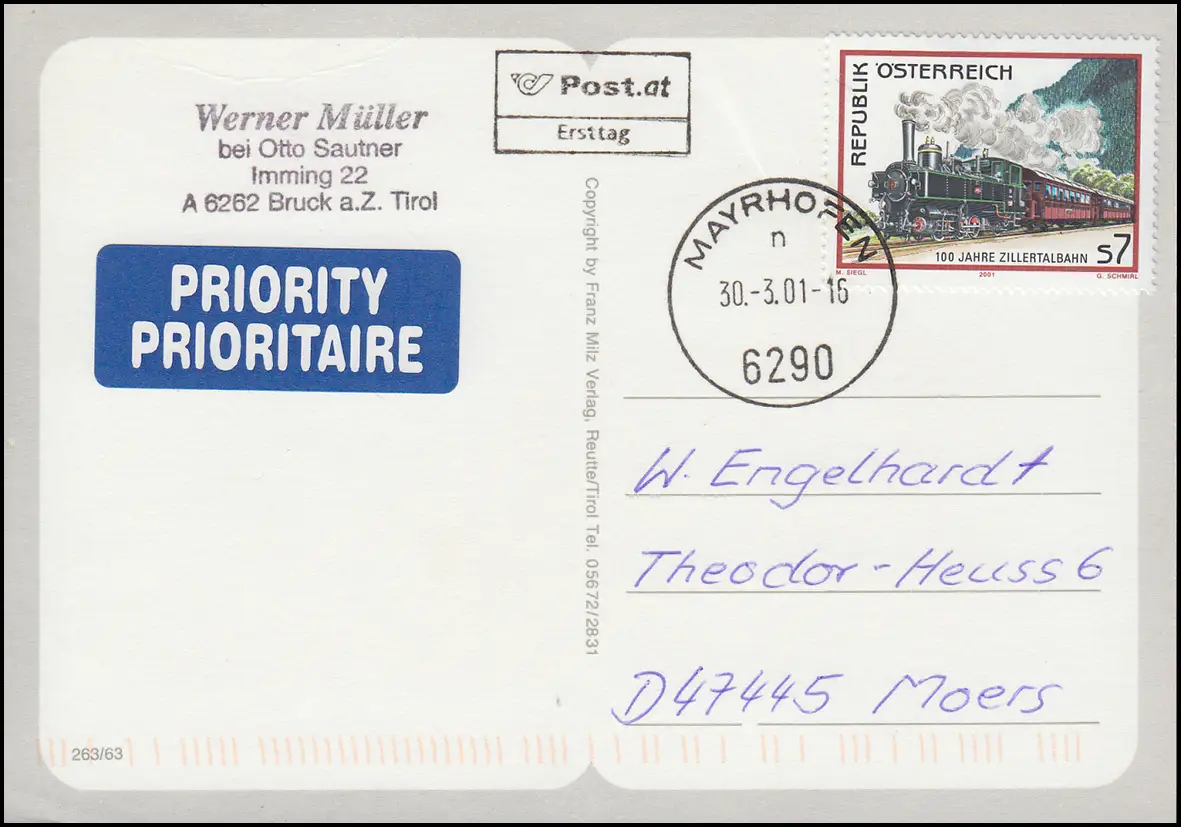 Werner Müller
bei Otto Sautner
Imming 22
A 6262 Bruck a.Z. Tirol
PRIORITY
PRIORITAIRE
263/63
Copyright by Franz Milz Verlag, Reutte/Tirol Tel. 05672/2831
Post.at
Ersttag
REPUBLIK ÖSTERREICH
100 JAHRE ZILLERTALBAHN S7
M. SIEGL 2001 G. SCHMIRL
MAYRHOFEN
n
30.-3.01-16
6290
W. Engelhardt
Theodor-Heuss 6
D47445 Moers